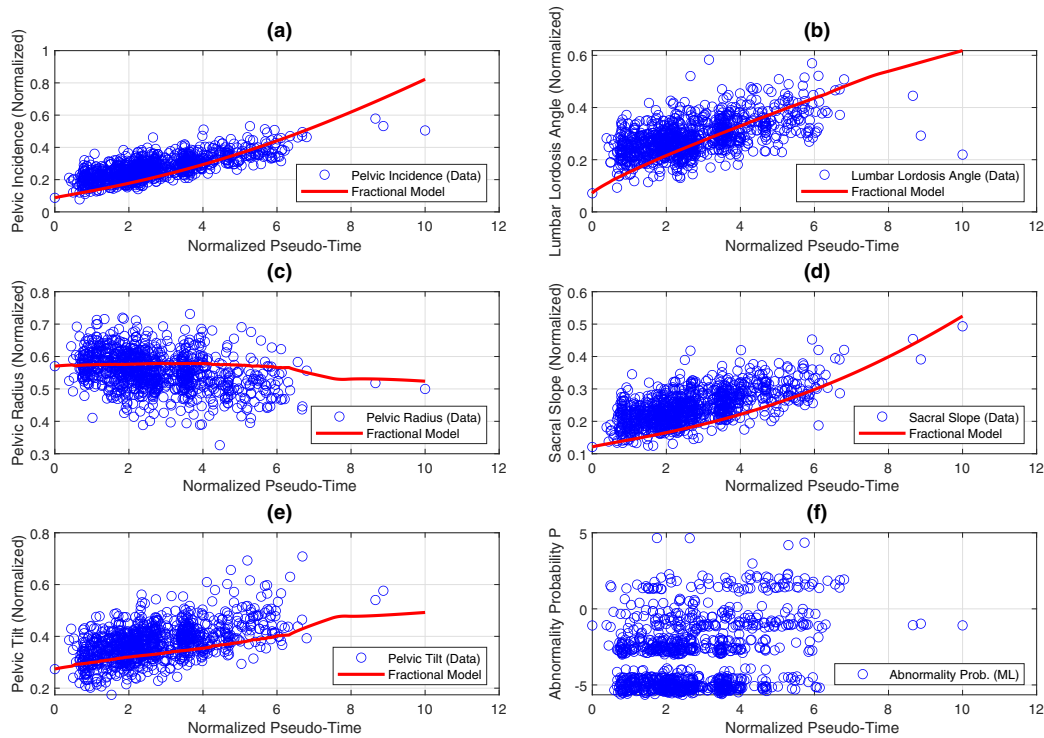 (a)
Pelvic Incidence (Normalized)
1
0.8
0.6
0.4
0.2
0
0 2 4 6 8 10 12
Normalized Pseudo-Time
Pelvic Incidence (Data)
Fractional Model
(b)
Lumbar Lordosis Angle (Normalized)
0.6
0.4
0.2
0
0 2 4 6 8 10 12
Normalized Pseudo-Time
Lumbar Lordosis Angle (Data)
Fractional Model
(c)
Pelvic Radius (Normalized)
0.8
0.7
0.6
0.5
0.4
0.3
0 2 4 6 8 10 12
Normalized Pseudo-Time
Pelvic Radius (Data)
Fractional Model
(d)
Sacral Slope (Normalized)
0.6
0.5
0.4
0.3
0.2
0.1
0 2 4 6 8 10 12
Normalized Pseudo-Time
Sacral Slope (Data)
Fractional Model
(e)
Pelvic Tilt (Normalized)
0.8
0.6
0.4
0.2
0 2 4 6 8 10 12
Normalized Pseudo-Time
Pelvic Tilt (Data)
Fractional Model
(f)
Abnormality Probability P
5
0
-5
0 2 4 6 8 10 12
Normalized Pseudo-Time
Abnormality Prob. (ML)